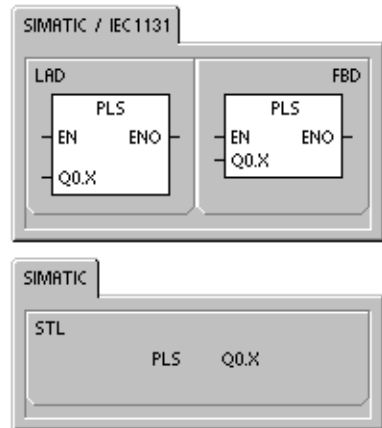 SIMATIC / IEC1131
LAD
FBD
PLS
EN ENO
Q0.X
PLS
EN ENO
Q0.X
SIMATIC
STL
PLS Q0.X